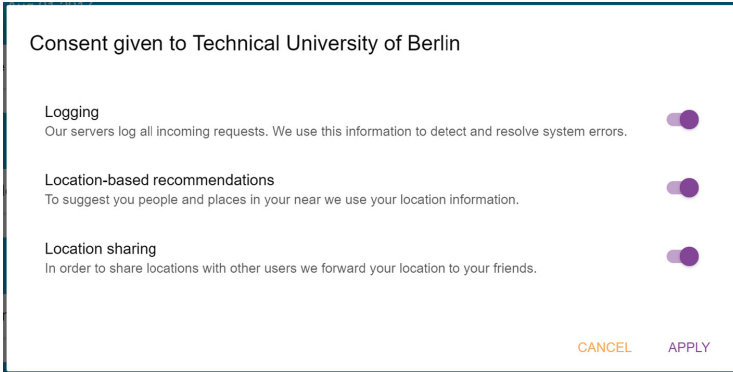 Consent given to Technical University of Berlin
Logging
Our servers log all incoming requests. We use this information to detect and resolve system errors.
Location-based recommendations
To suggest you people and places in your near we use your location information.
Location sharing
In order to share locations with other users we forward your location to your friends.
CANCEL APPLY